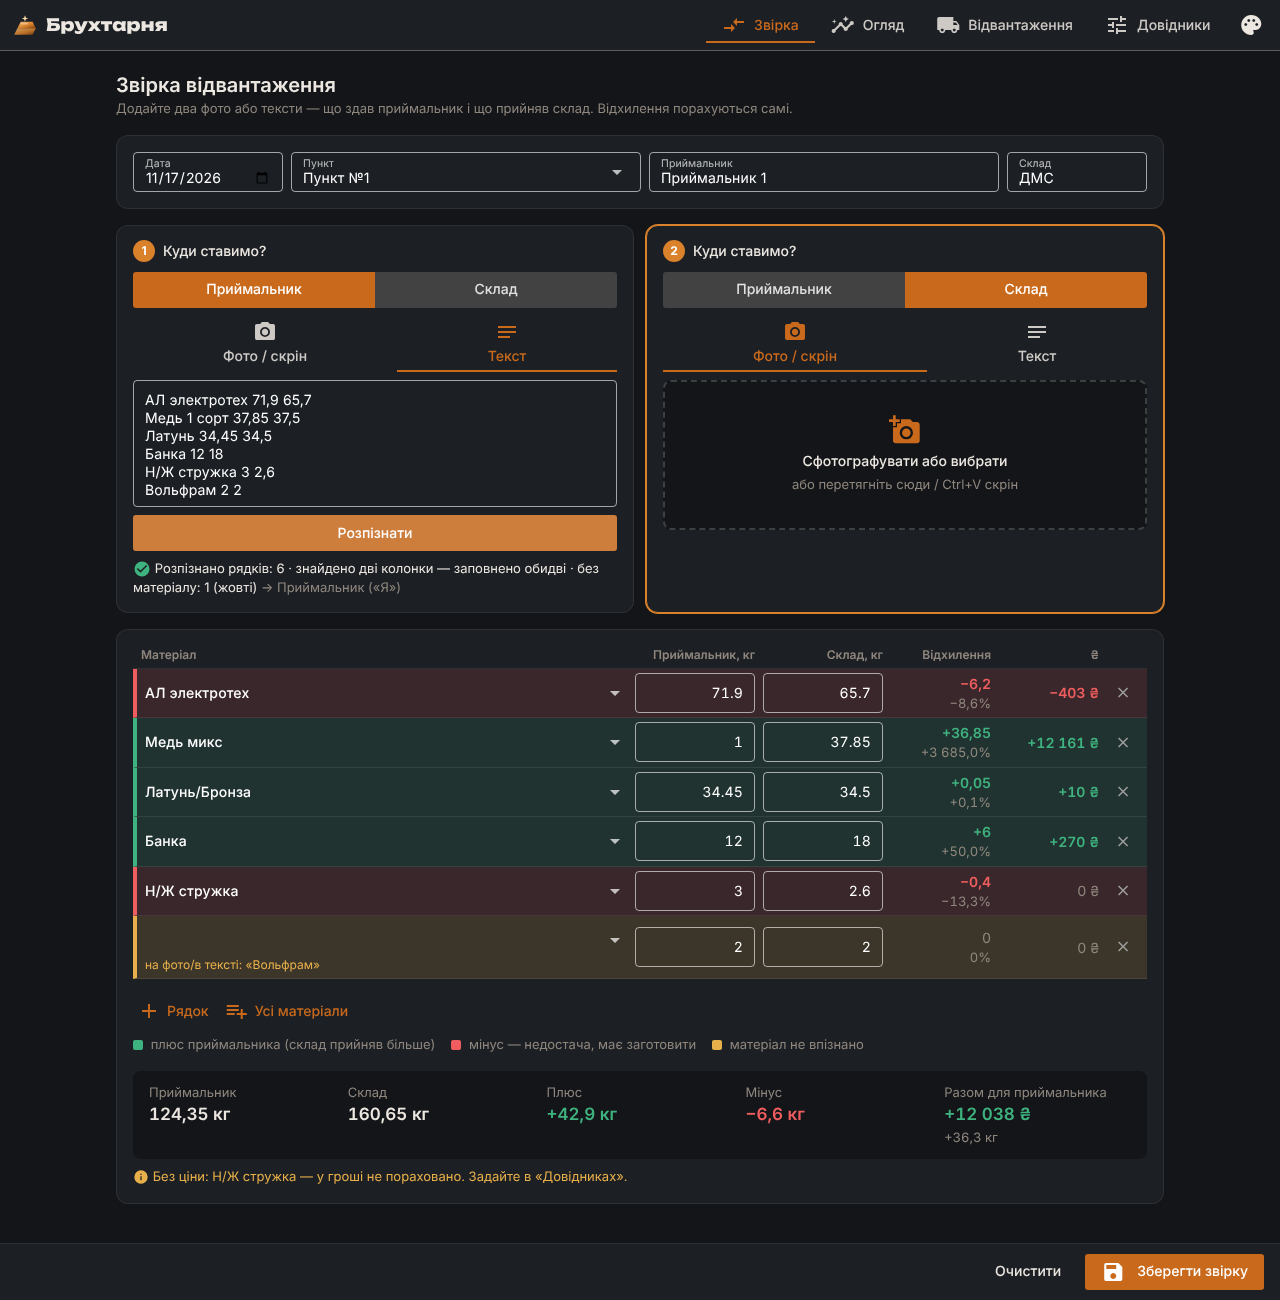 Брухтарня
Звірка
Огляд
Відвантаження
Довідники
Звірка відвантаження
Додайте два фото або тексти — що здав приймальник і що прийняв склад. Відхилення порахуються самі.
Дата
11/17/2026
Пункт
Пункт №1
Приймальник
Приймальник 1
Склад
ДМС
1 Куди ставимо?
Приймальник
Склад
Фото / скрін
Текст
АЛ электротех 71,9 65,7
Медь 1 сорт 37,85 37,5
Латунь 34,45 34,5
Банка 12 18
Н/Ж стружка 3 2,6
Вольфрам 2 2
Розпізнати
Розпізнано рядків: 6 · знайдено дві колонки — заповнено обидві · без
матеріалу: 1 (жовті) → Приймальник («Я»)
2 Куди ставимо?
Приймальник
Склад
Фото / скрін
Текст
Сфотографувати або вибрати
або перетягніть сюди / Ctrl+V скрін
Матеріал Приймальник, кг Склад, кг Відхилення ₴
АЛ электротех 71.9 65.7 −6,2 −403 ₴
−8,6%
Медь микс 1 37.85 +36,85 +12 161 ₴
+3 685,0%
Латунь/Бронза 34.45 34.5 +0,05 +10 ₴
+0,1%
Банка 12 18 +6 +270 ₴
+50,0%
Н/Ж стружка 3 2.6 −0,4 0 ₴
−13,3%
2 2 0 0 ₴
на фото/в тексті: «Вольфрам» 0%
Рядок
Усі матеріали
плюс приймальника (склад прийняв більше)
мінус — недостача, має заготовити
матеріал не впізнано
Приймальник
124,35 кг
Склад
160,65 кг
Плюс
+42,9 кг
Мінус
−6,6 кг
Разом для приймальника
+12 038 ₴
+36,3 кг
Без ціни: Н/Ж стружка — у гроші не пораховано. Задайте в «Довідниках».
Очистити
Зберегти звірку